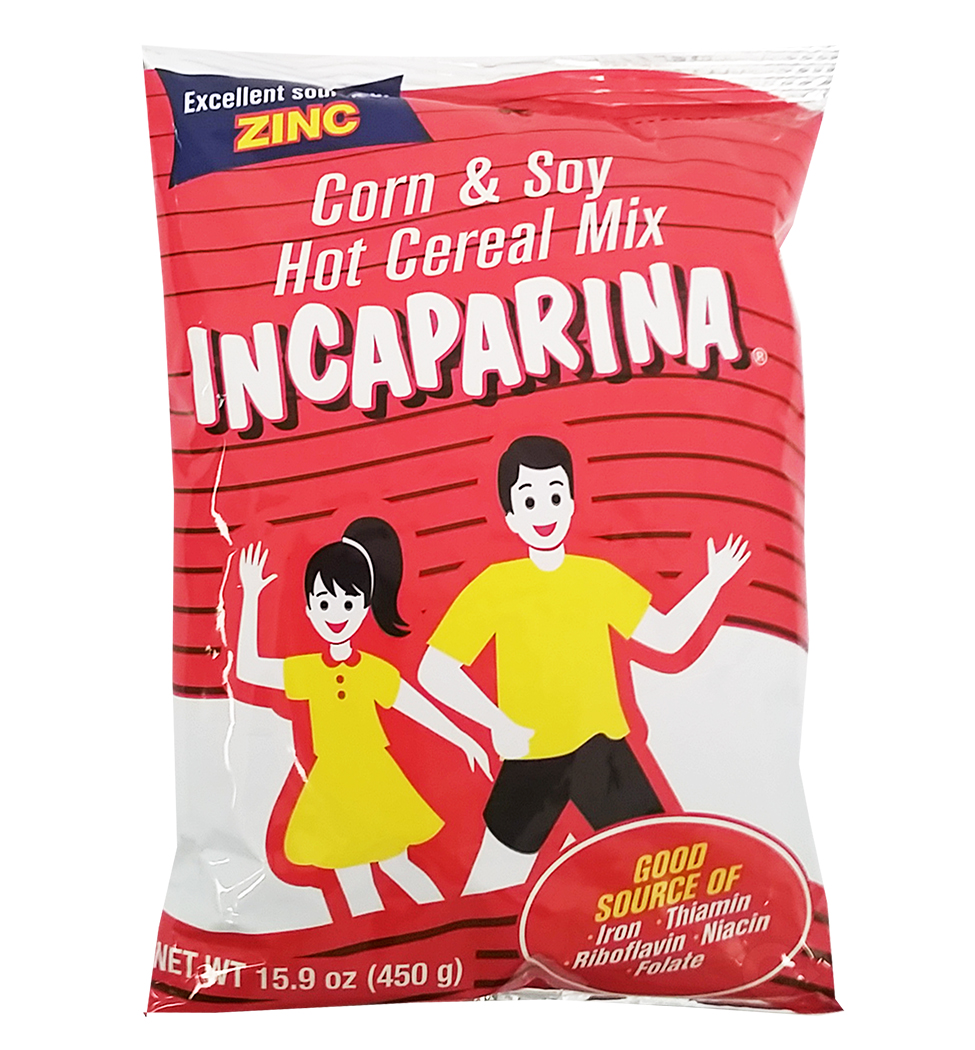 Excellent
ZINC
Corn & Soy
Hot Cereal Mix
INCAPARINA®
GOOD
SOURCE OF
·Iron ·Thiamin
·Riboflavin ·Niacin
·Folate
NET WT 15.9 oz (450 g)